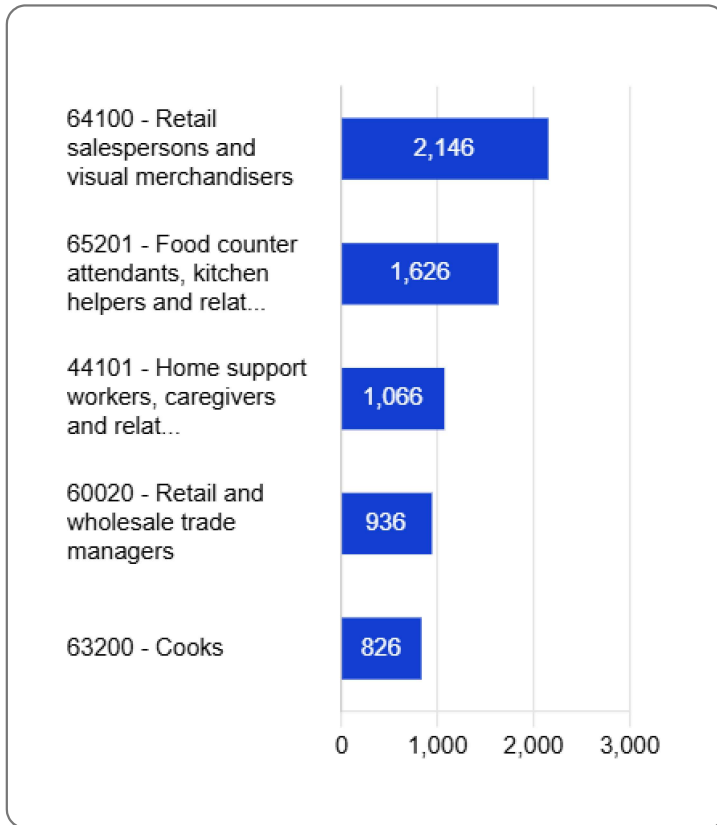 64100 - Retail
salespersons and
visual merchandisers
2,146
65201 - Food counter
attendants, kitchen
helpers and relat...
1,626
44101 - Home support
workers, caregivers
and relat...
1,066
60020 - Retail and
wholesale trade
managers
936
63200 - Cooks
826
0 1,000 2,000 3,000